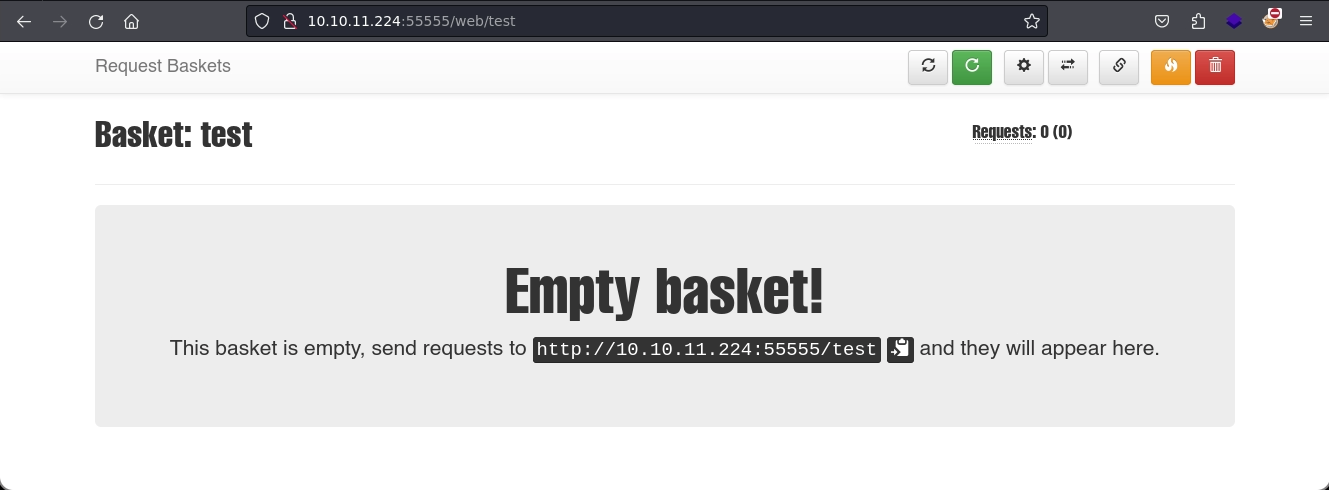 10.10.11.224:55555/web/test
Request Baskets
Basket: test
Requests: 0 (0)
Empty basket!
This basket is empty, send requests to http://10.10.11.224:55555/test and they will appear here.